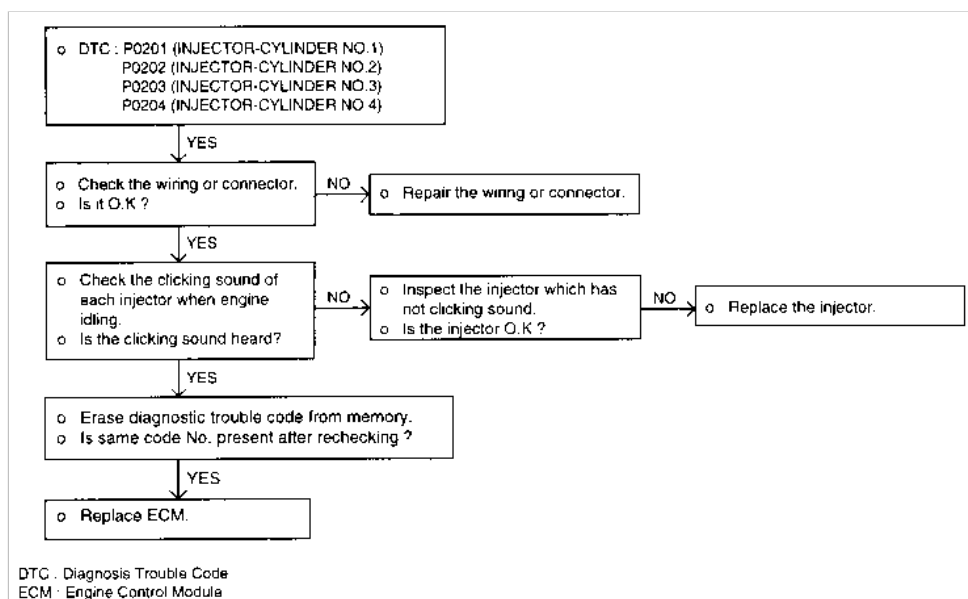 o DTC : P0201 (INJECTOR-CYLINDER NO.1)
P0202 (INJECTOR-CYLINDER NO.2)
P0203 (INJECTOR-CYLINDER NO.3)
P0204 (INJECTOR-CYLINDER NO 4)
YES
o Check the wiring or connector.
o Is it O.K ?
NO
o Repair the wiring or connector.
YES
o Check the clicking sound of
each injector when engine
idling.
o Is the clicking sound heard?
NO
o Inspect the injector which has
not clicking sound.
o Is the injector O.K ?
NO
o Replace the injector.
YES
o Erase diagnostic trouble code from memory.
o Is same code No. present after rechecking ?
YES
o Replace ECM.
DTC : Diagnosis Trouble Code
ECM : Engine Control Module